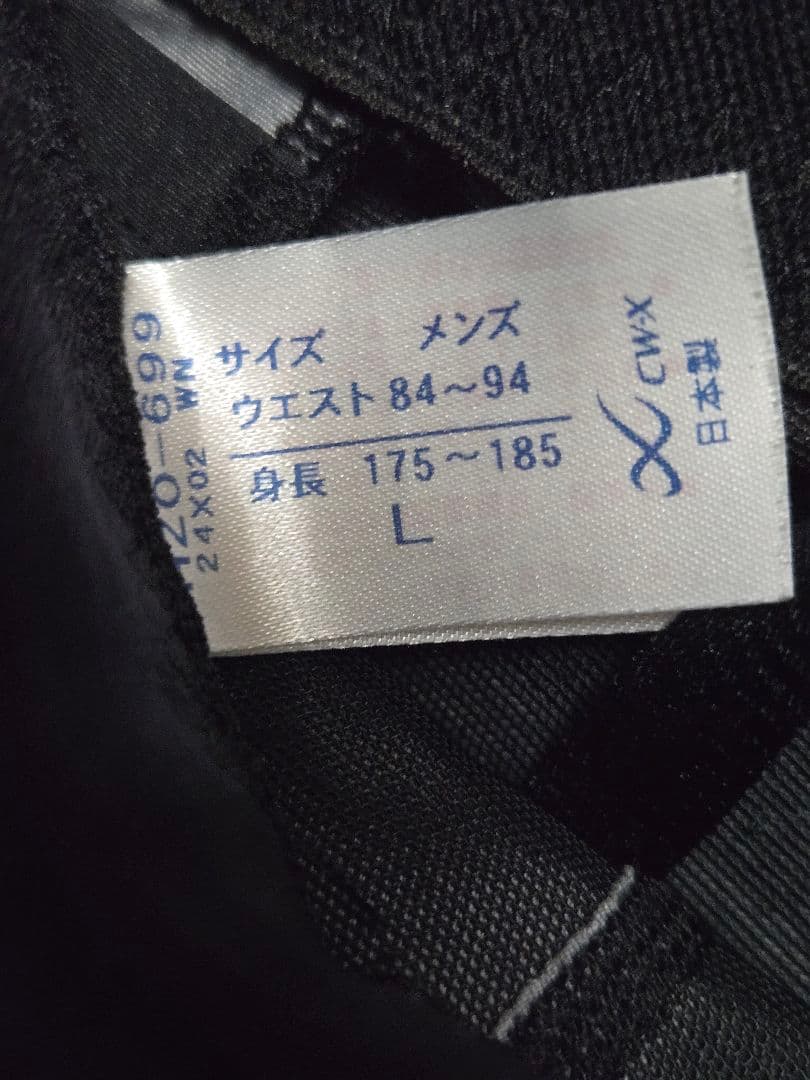 サイズ メンズ
ウエスト 84～94
身長 175～185
L
CW-X
日本製
20-699
24X02 WN